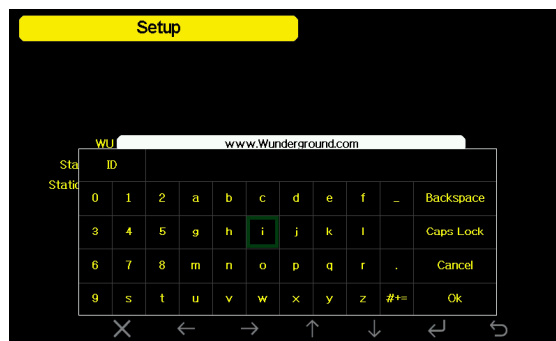 Setup
WU
www.Wunderground.com
Sta
ID
Static
0 1 2 a b c d e f _ Backspace
3 4 5 g h i j k l Caps Lock
6 7 8 m n o p q r . Cancel
9 s t u v w x y z #+= Ok